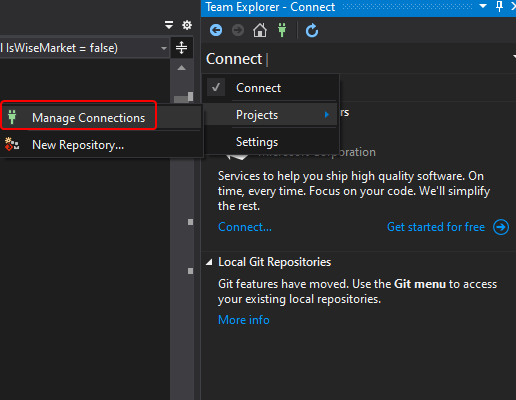 Team Explorer - Connect
l IsWiseMarket = false)
Connect
Connect
Manage Connections
Projects
ers
New Repository...
Settings
Microsoft Corporation
Services to help you ship high quality software. On
time, every time. Focus on your code. We'll simplify
the rest.
Connect...
Get started for free
Local Git Repositories
Git features have moved. Use the Git menu to access
your existing local repositories.
More info